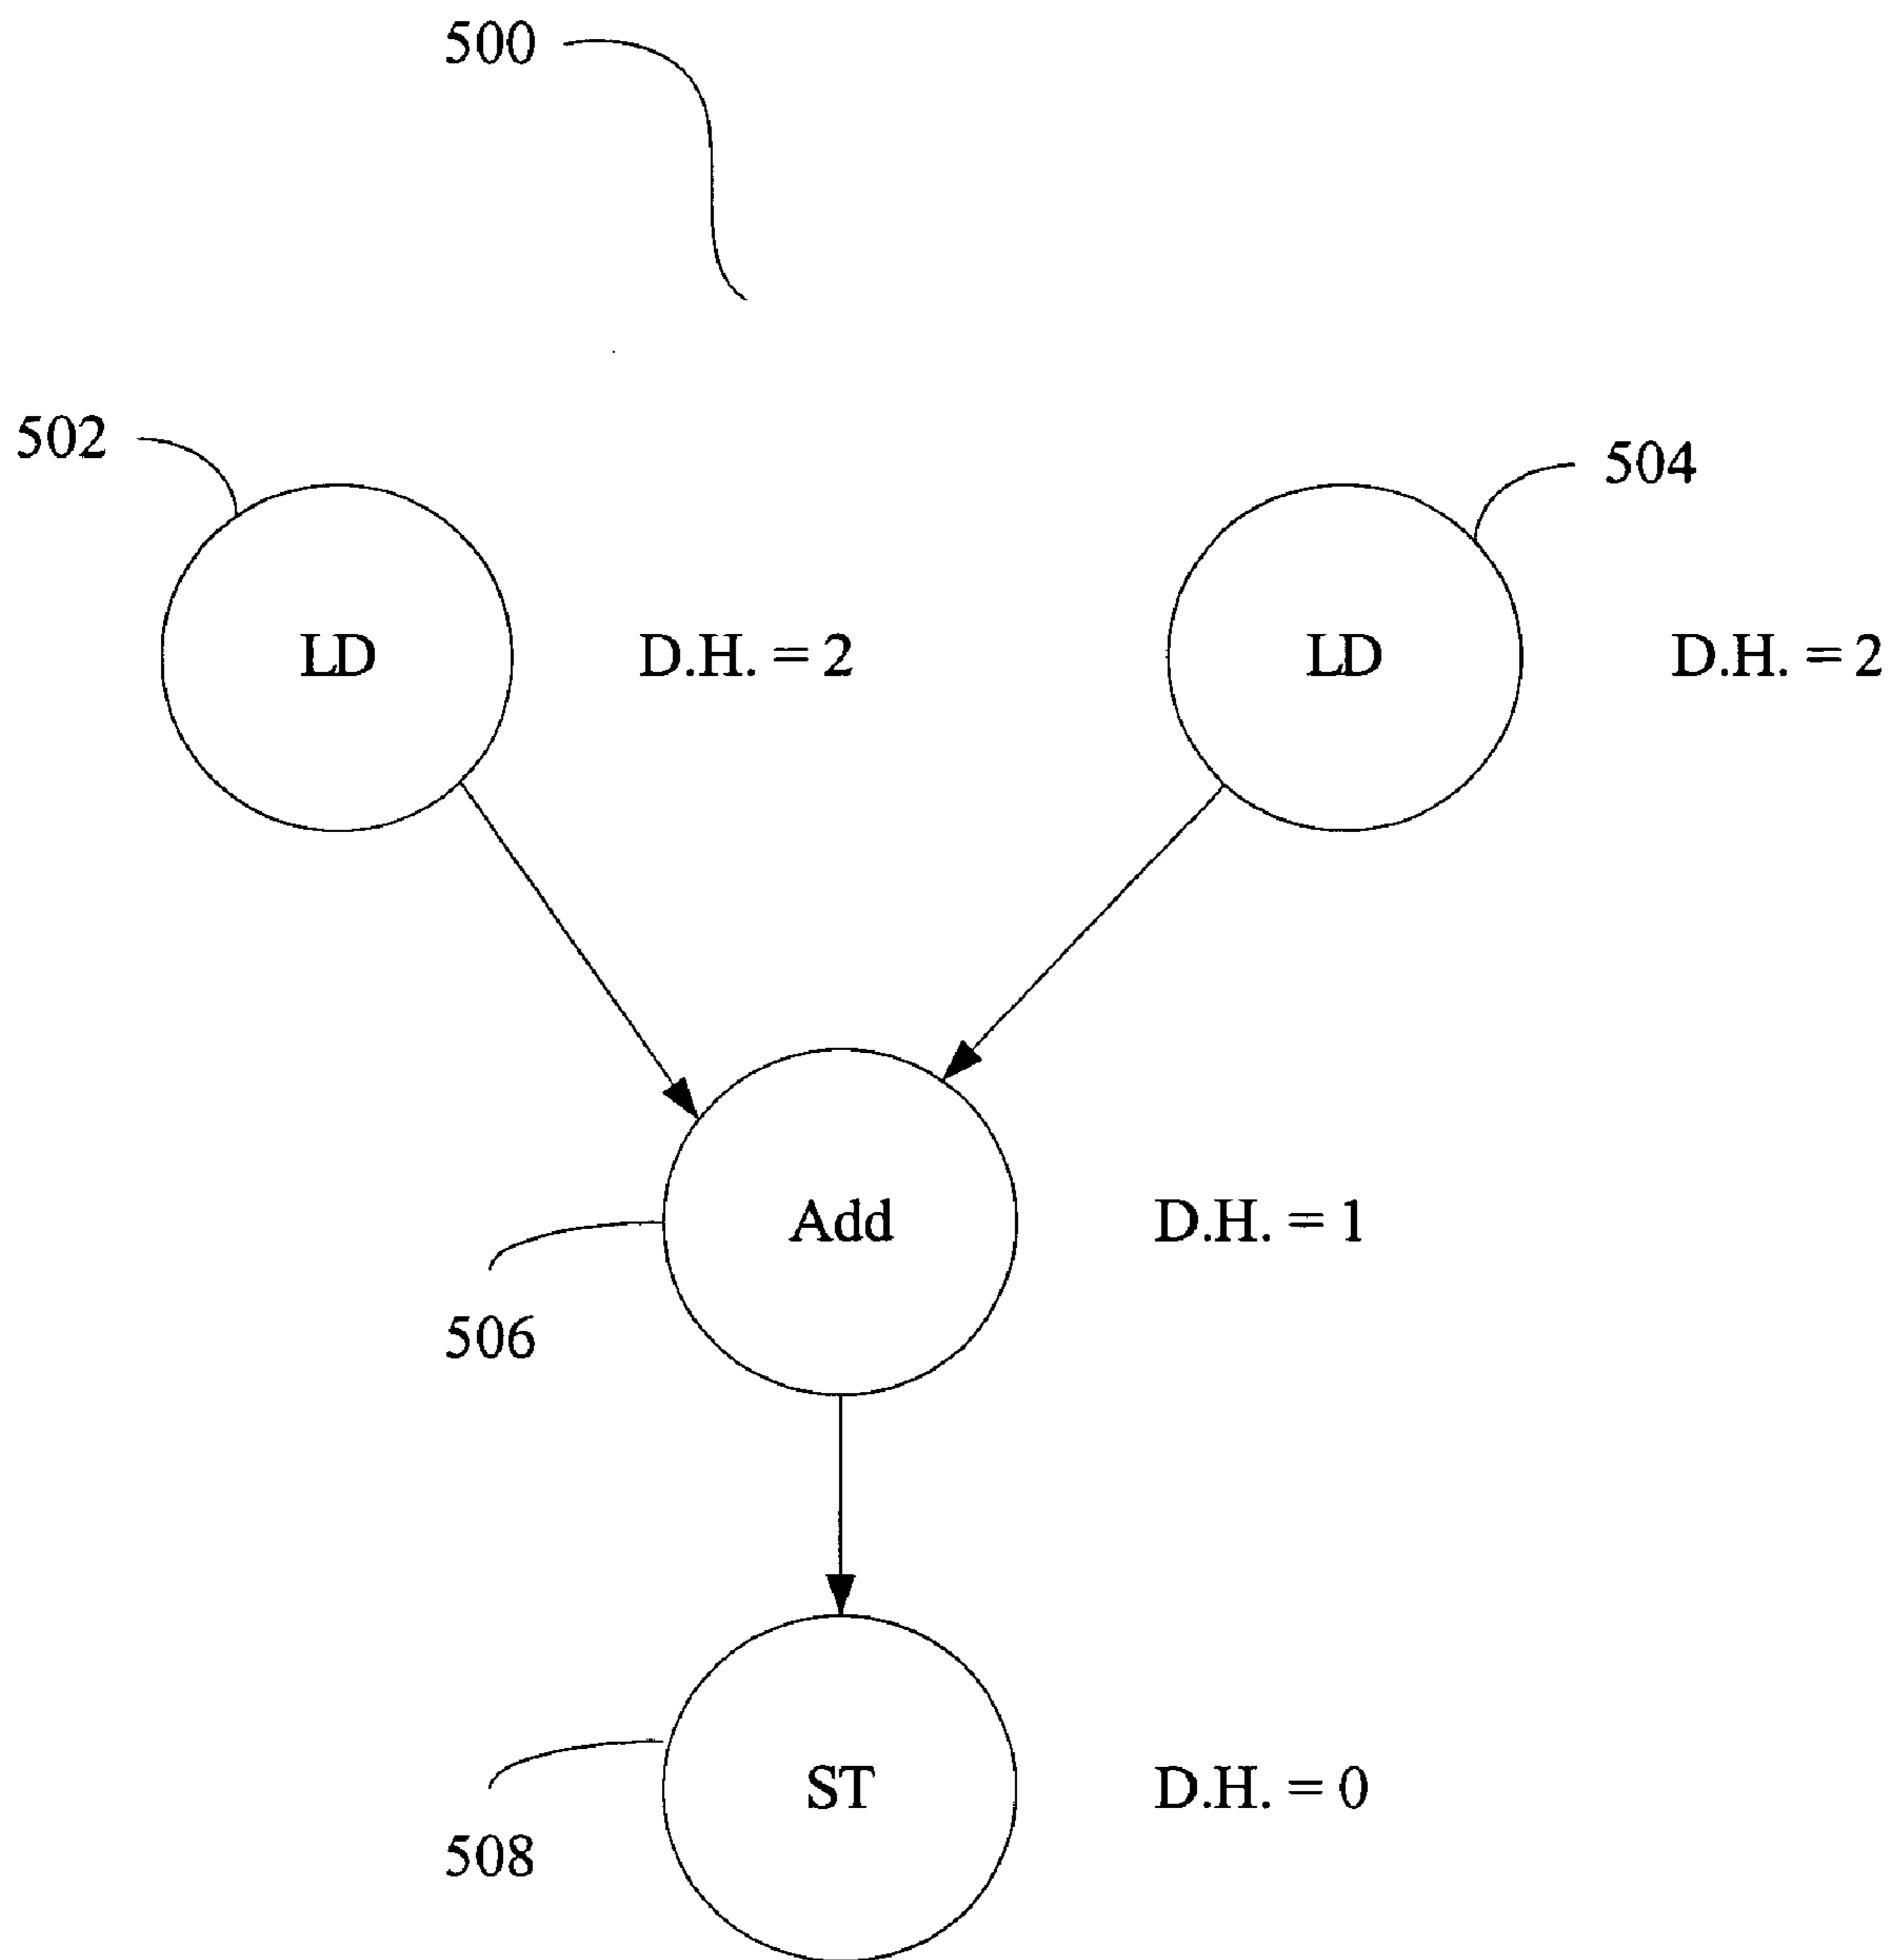 500
502
504
LD
D.H. = 2
LD
D.H. = 2
Add
D.H. = 1
506
ST
D.H. = 0
508